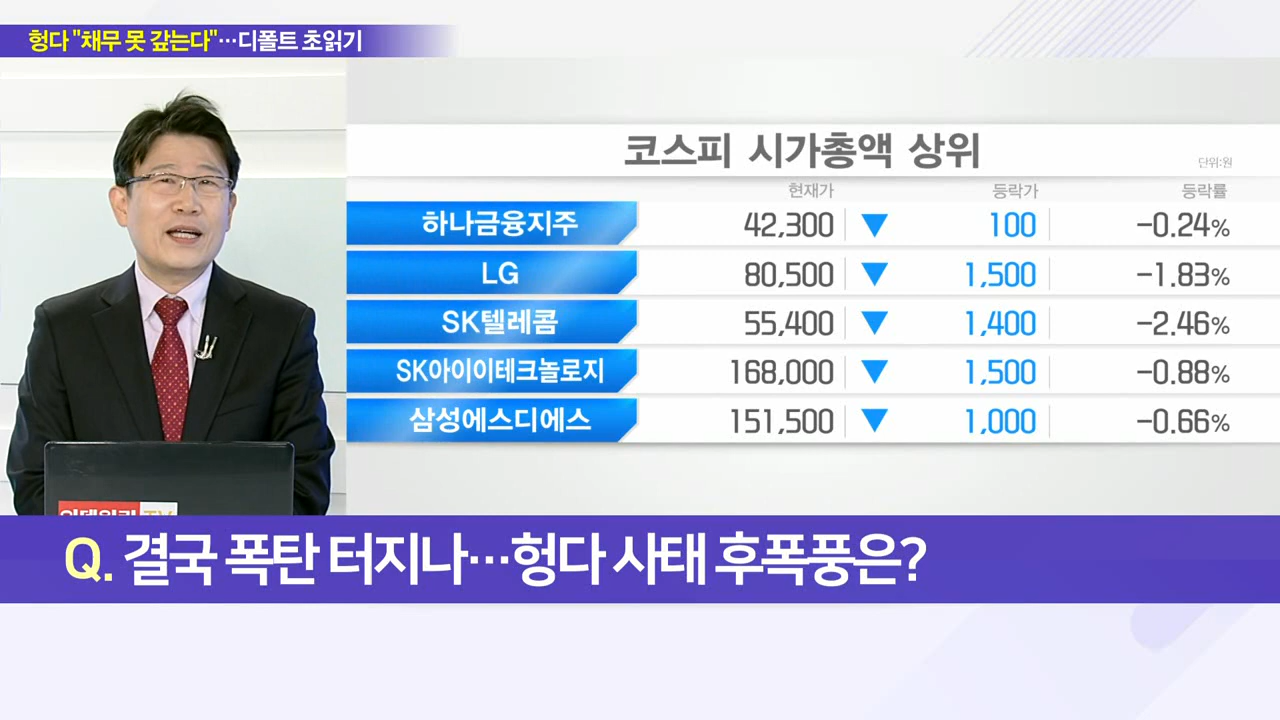 헝다 "채무 못 갚는다"…디폴트 초읽기
코스피 시가총액 상위
단위:원
현재가 등락가 등락률
하나금융지주 42,300 ▼ 100 -0.24%
LG 80,500 ▼ 1,500 -1.83%
SK텔레콤 55,400 ▼ 1,400 -2.46%
SK아이이테크놀로지 168,000 ▼ 1,500 -0.88%
삼성에스디에스 151,500 ▼ 1,000 -0.66%
이데일리 TV
Q. 결국 폭탄 터지나…헝다 사태 후폭풍은?